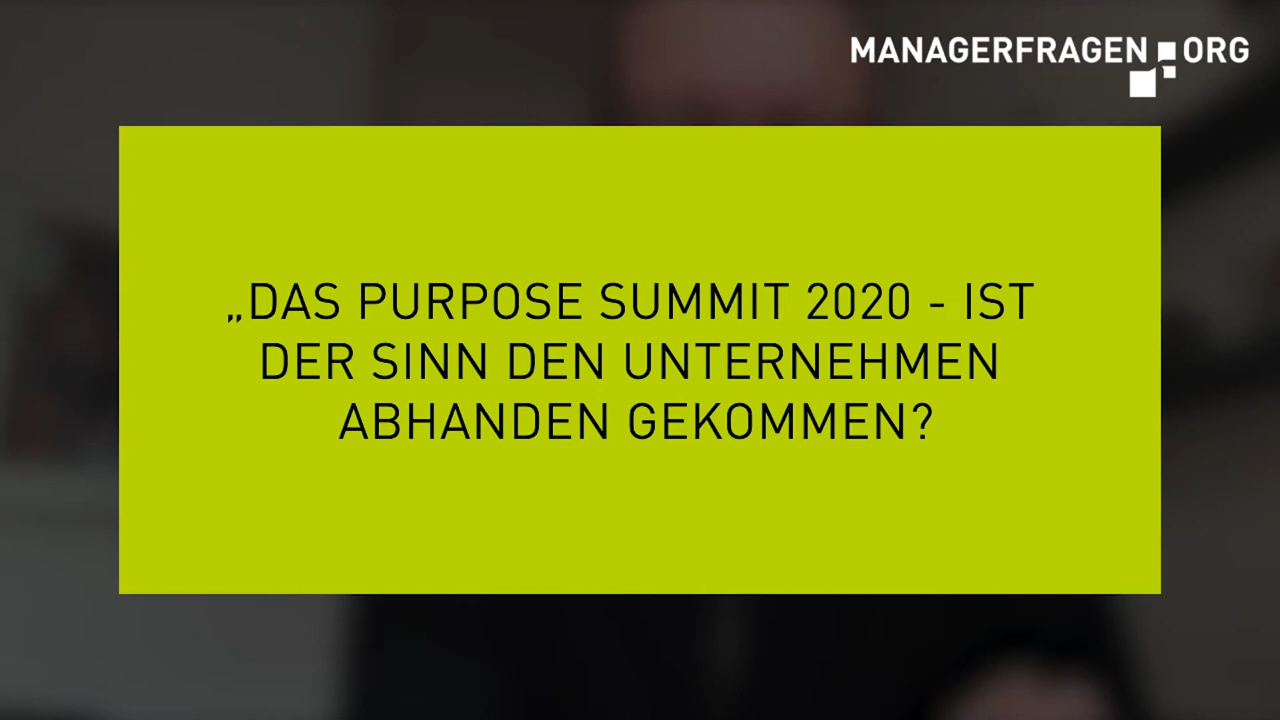 MANAGERFRAGEN.ORG
„DAS PURPOSE SUMMIT 2020 - IST
DER SINN DEN UNTERNEHMEN
ABHANDEN GEKOMMEN?